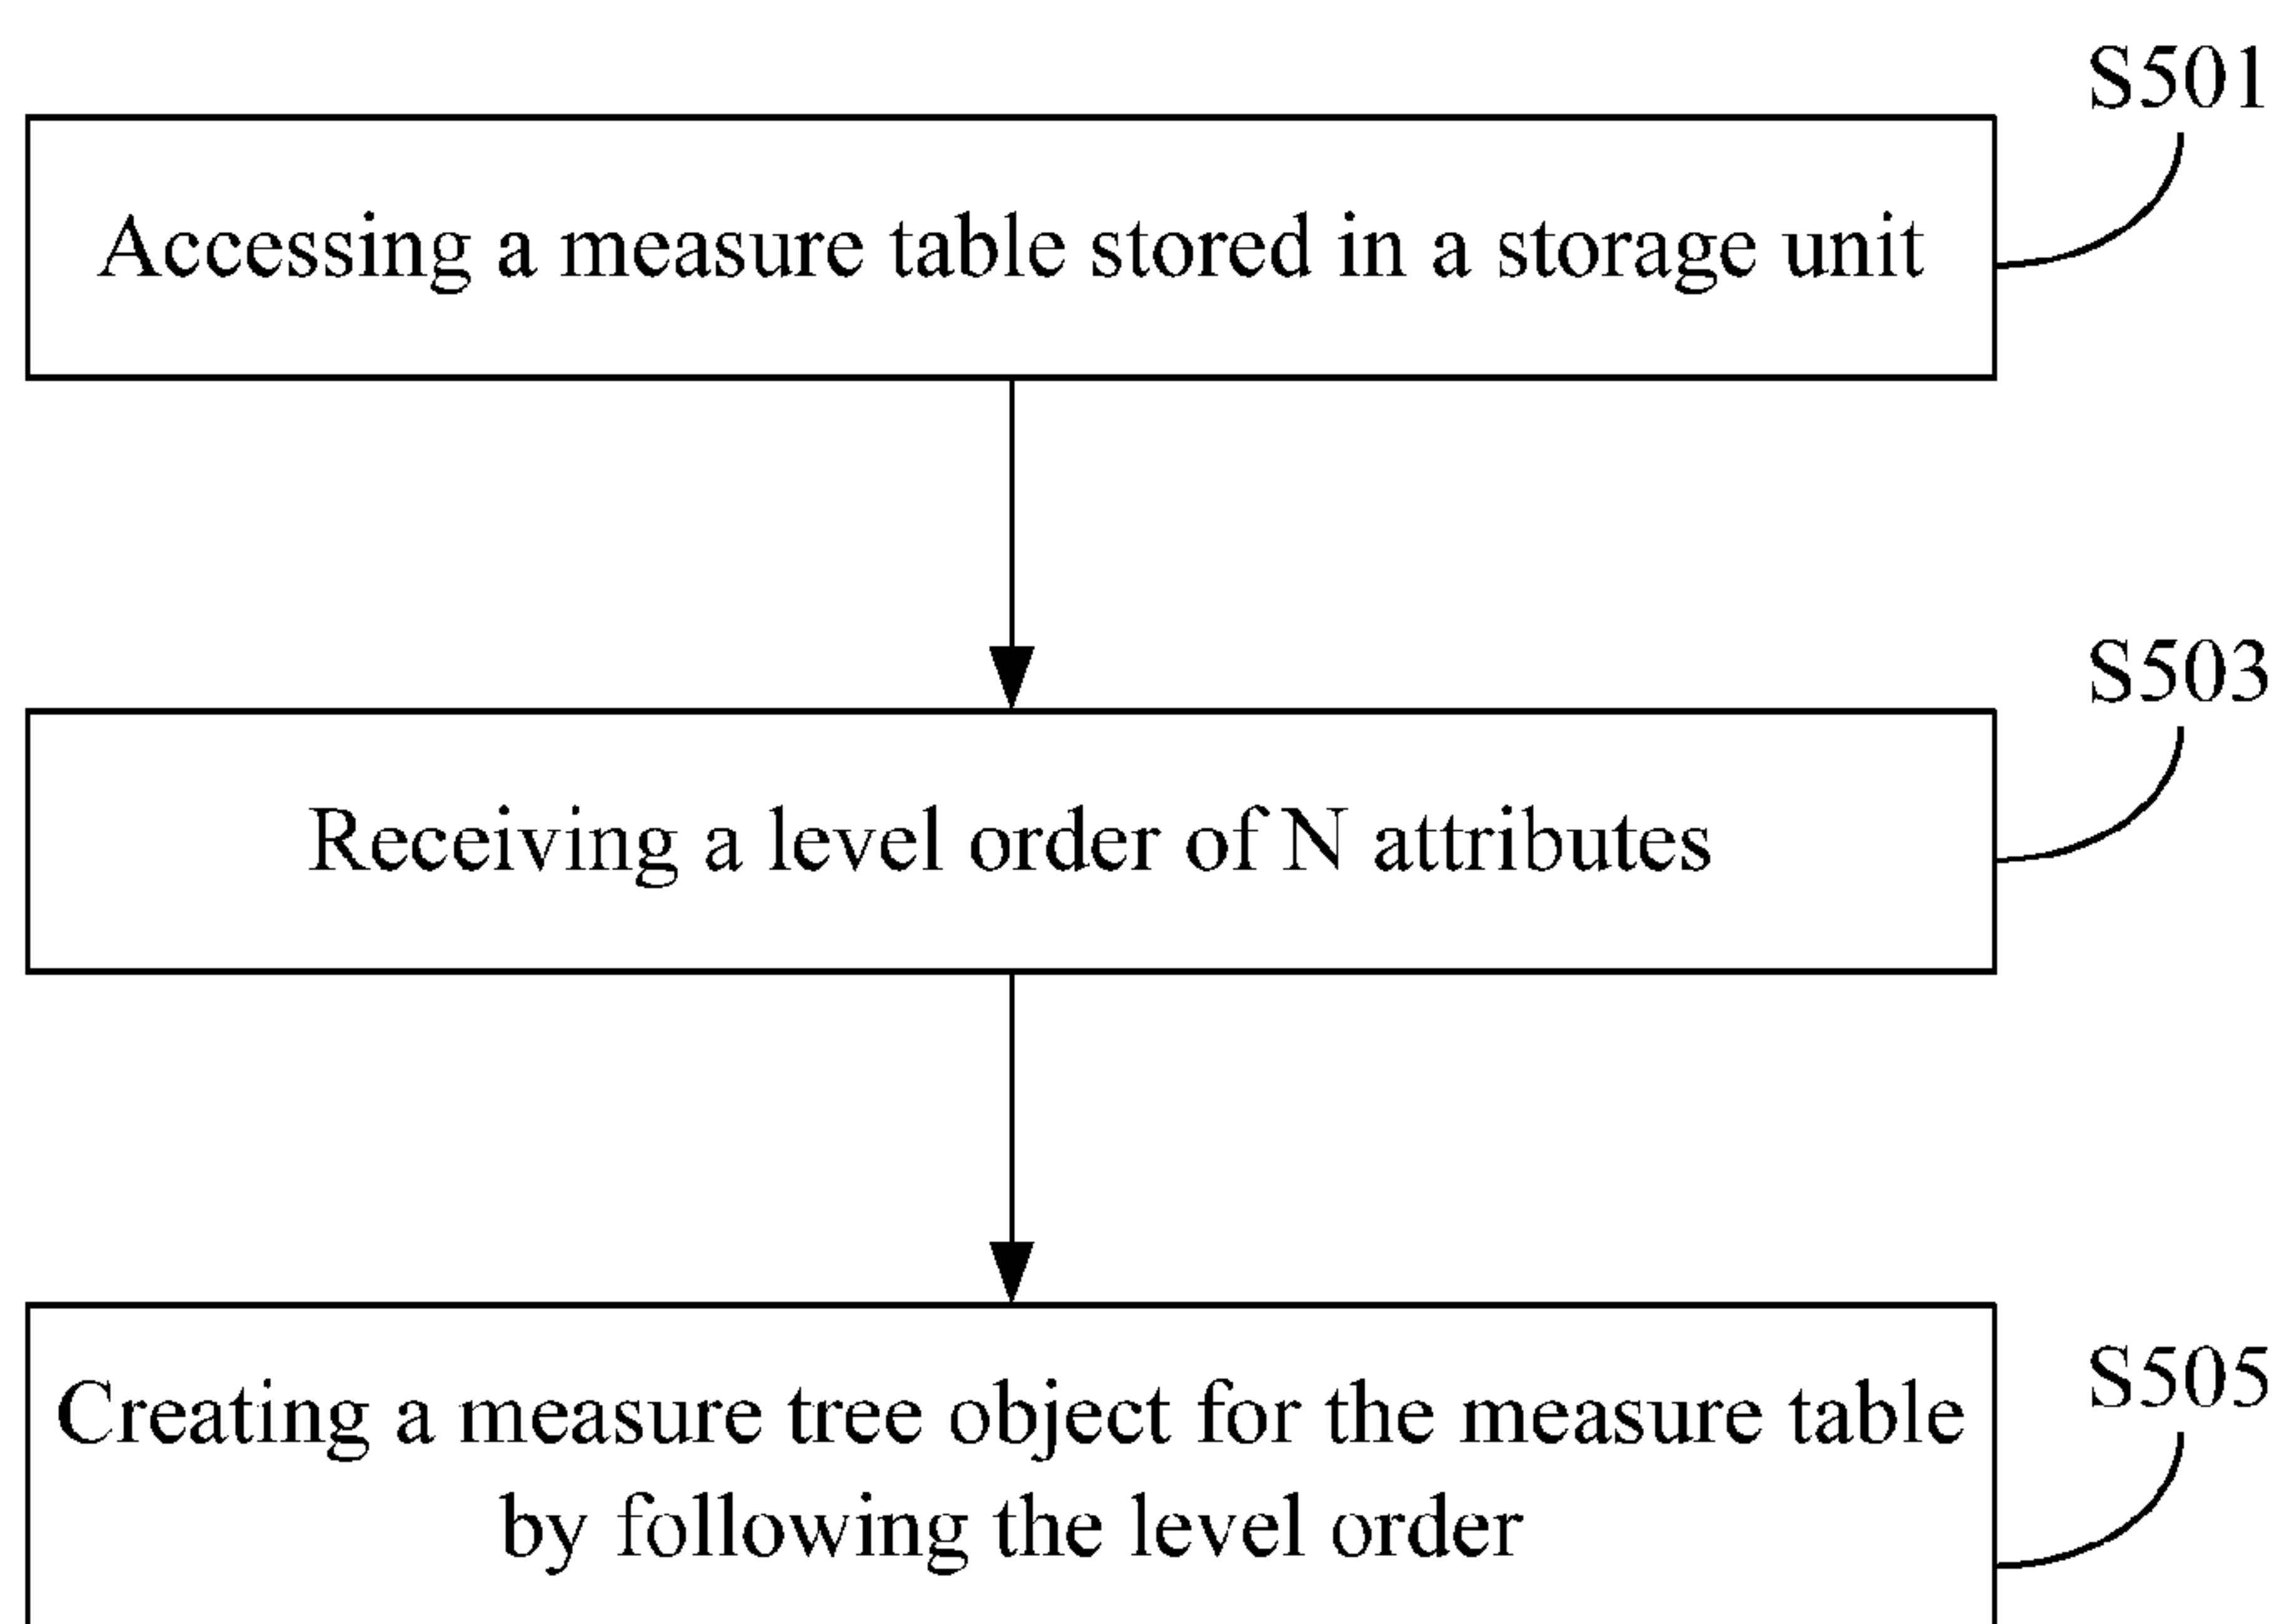 S501
Accessing a measure table stored in a storage unit
S503
Receiving a level order of N attributes
S505
Creating a measure tree object for the measure table
by following the level order